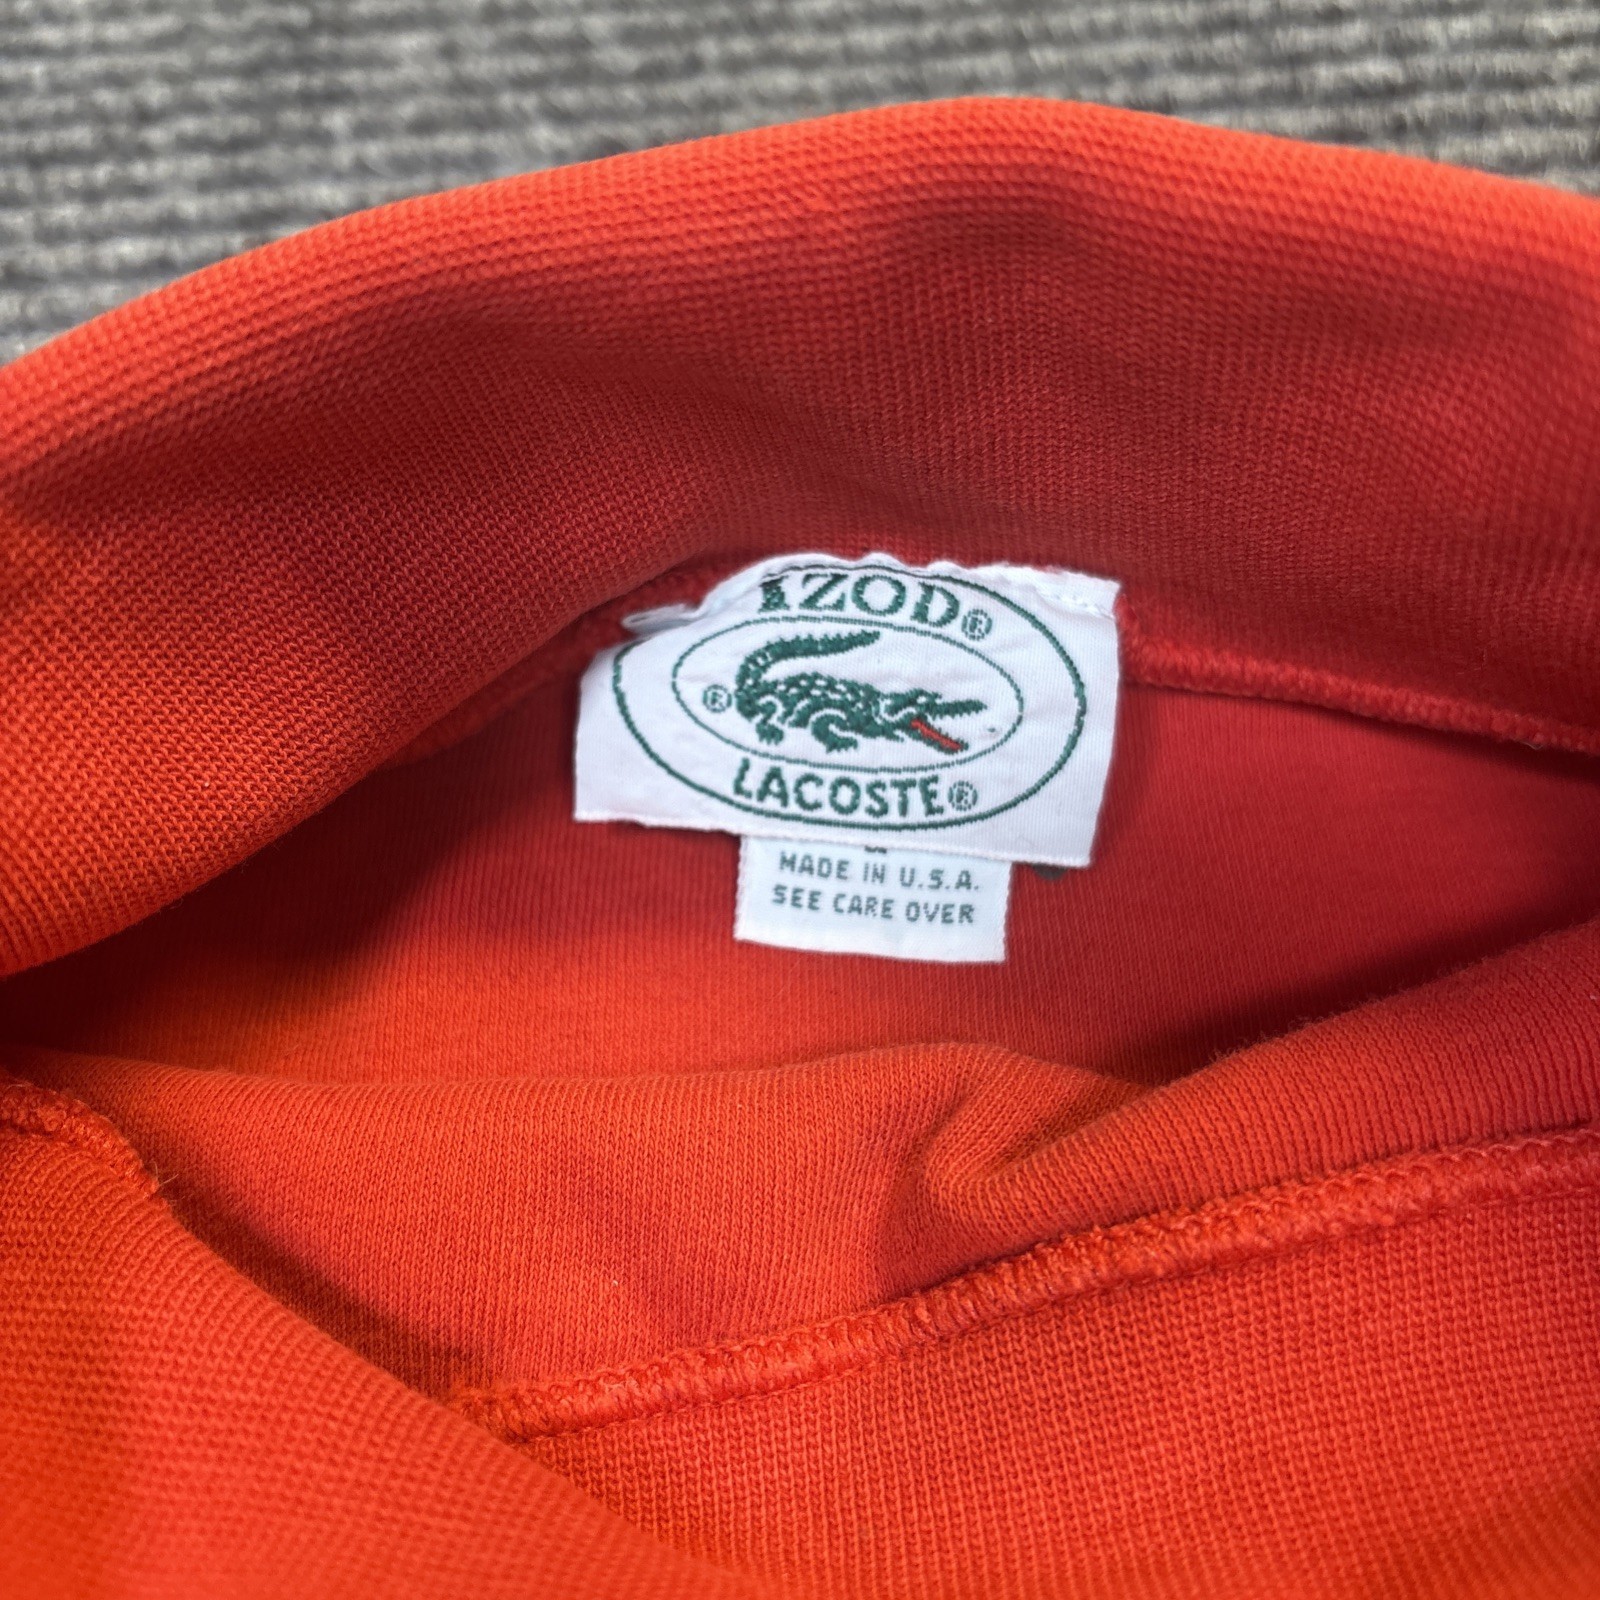 IZOD®
®
LACOSTE®
MADE IN U.S.A.
SEE CARE OVER